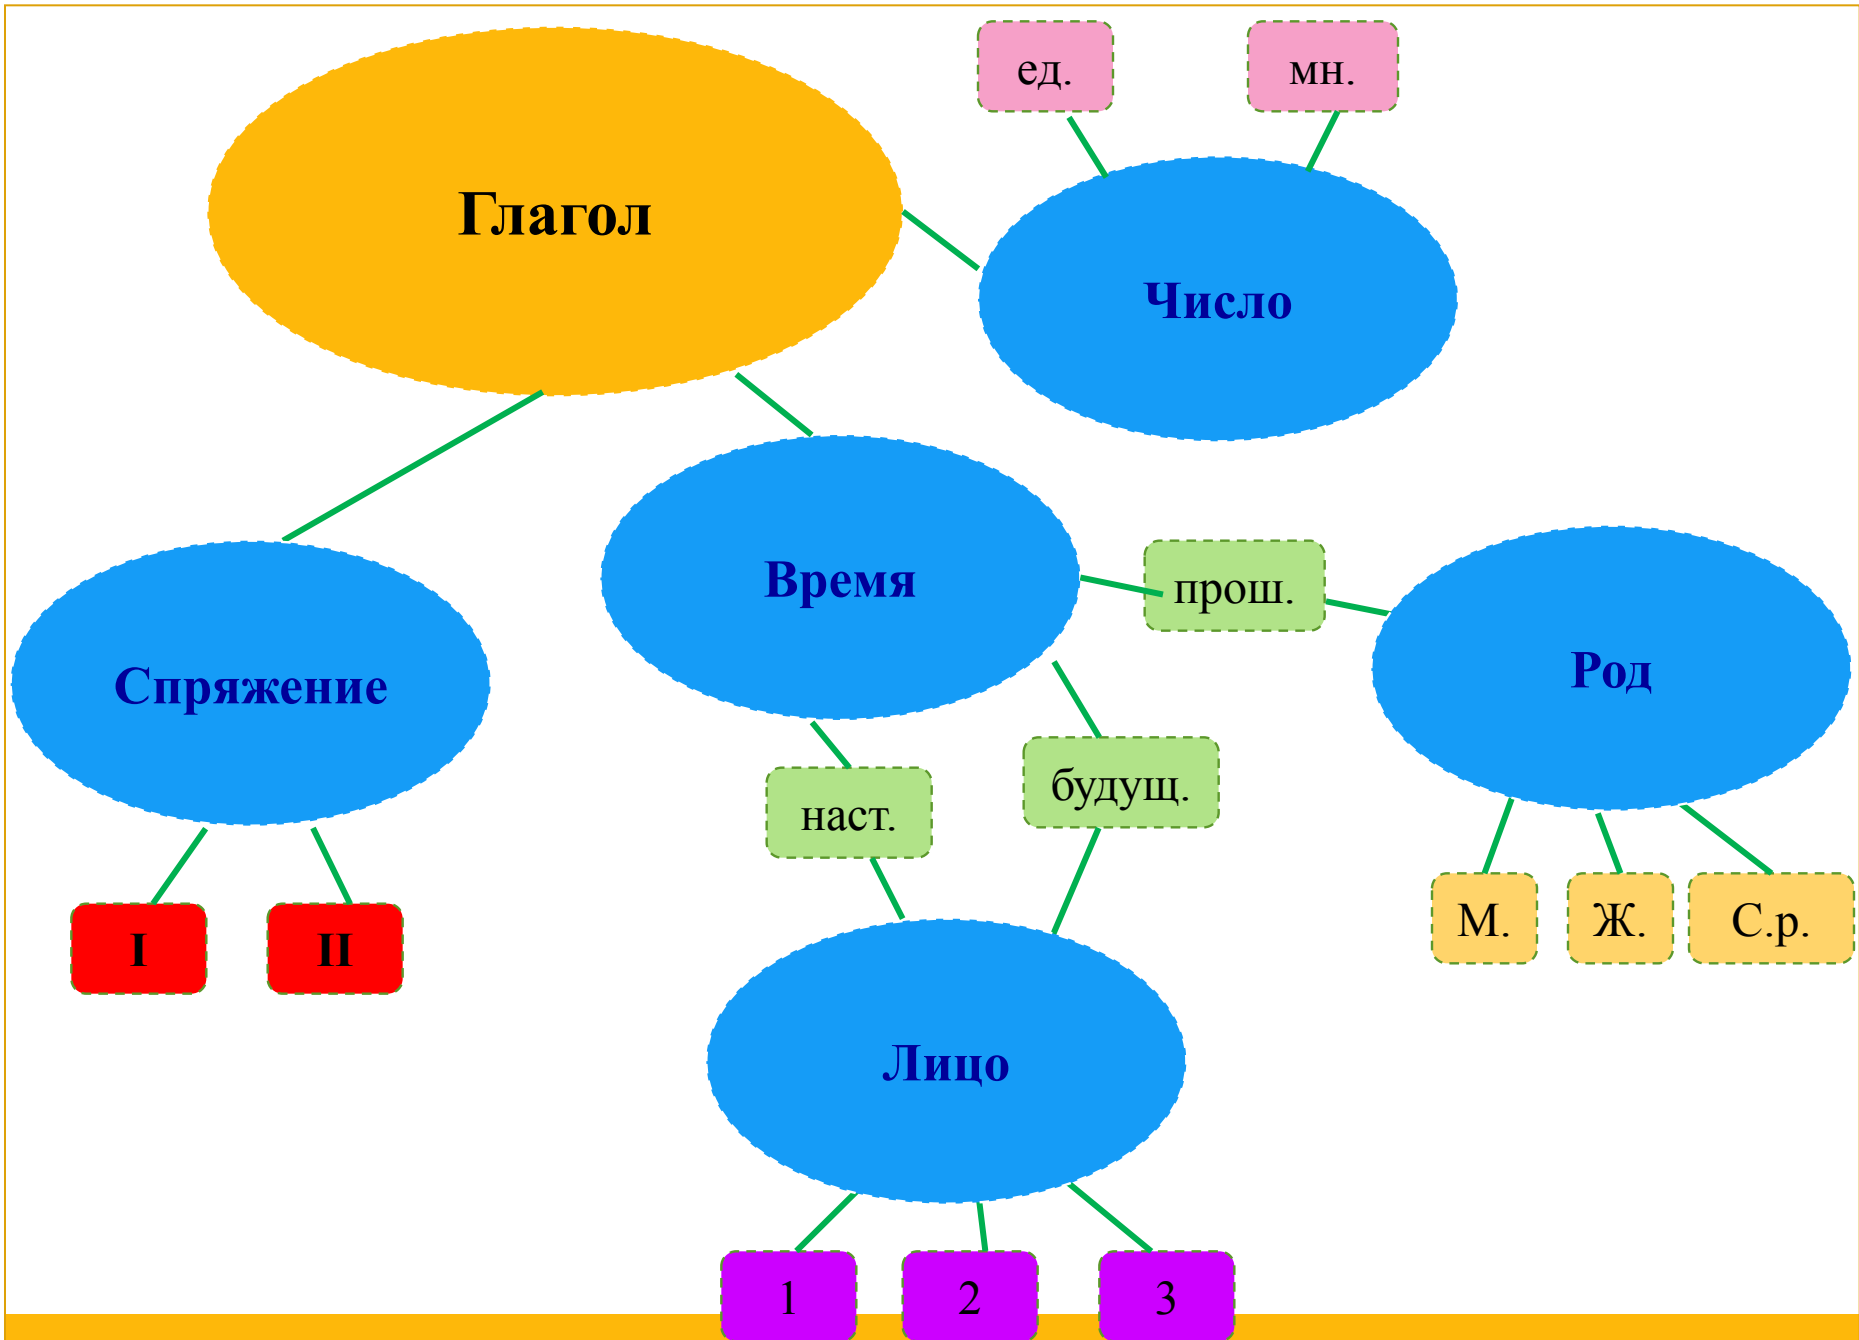 ед.
мн.
Глагол
Число
Время
прош.
Род
Спряжение
наст.
будущ.
I
II
М.
Ж.
С.р.
Лицо
1
2
3